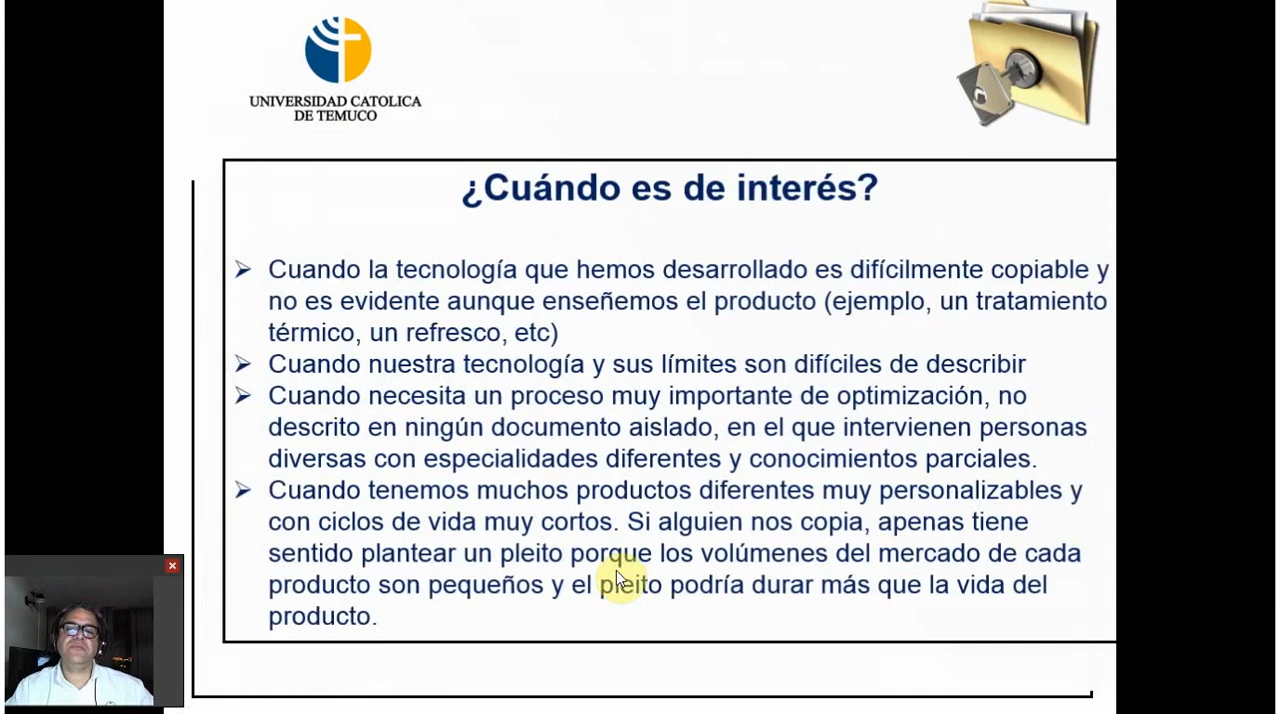 UNIVERSIDAD CATOLICA
DE TEMUCO
¿Cuándo es de interés?
Cuando la tecnología que hemos desarrollado es difícilmente copiable y
no es evidente aunque enseñemos el producto (ejemplo, un tratamiento
térmico, un refresco, etc)
Cuando nuestra tecnología y sus límites son difíciles de describir
Cuando necesita un proceso muy importante de optimización, no
descrito en ningún documento aislado, en el que intervienen personas
diversas con especialidades diferentes y conocimientos parciales.
Cuando tenemos muchos productos diferentes muy personalizables y
con ciclos de vida muy cortos. Si alguien nos copia, apenas tiene
sentido plantear un pleito porque los volúmenes del mercado de cada
producto son pequeños y el pleito podría durar más que la vida del
producto.